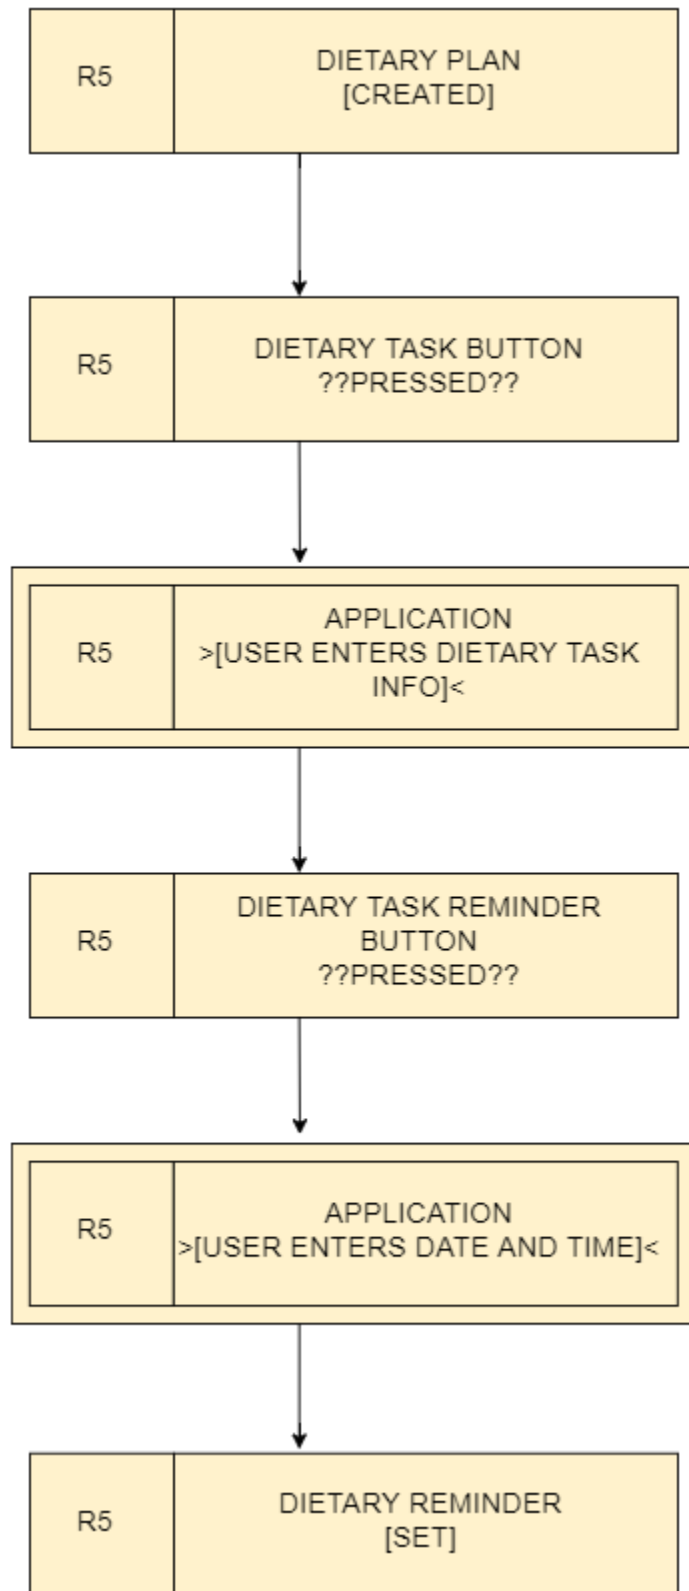 R5
DIETARY PLAN
[CREATED]
R5
DIETARY TASK BUTTON
??PRESSED??
R5
APPLICATION
>[USER ENTERS DIETARY TASK
INFO]<
R5
DIETARY TASK REMINDER
BUTTON
??PRESSED??
R5
APPLICATION
>[USER ENTERS DATE AND TIME]<
R5
DIETARY REMINDER
[SET]